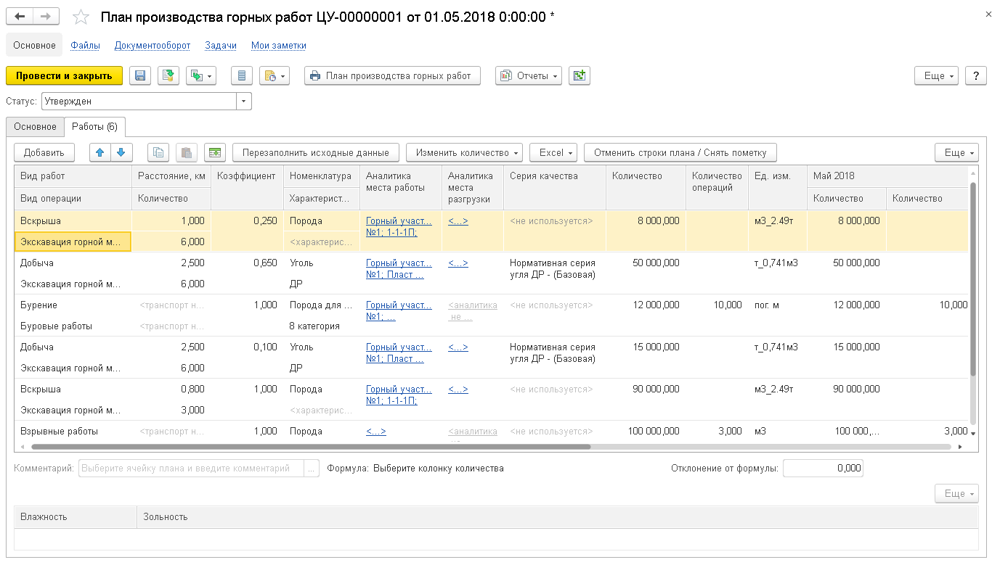 План производства горных работ ЦУ-00000001 от 01.05.2018 0:00:00 *
Основное Файлы Документооборот Задачи Мои заметки
Провести и закрыть План производства горных работ Отчеты Еще ?
Статус: Утвержден
Основное Работы (6)
Добавить Перезаполнить исходные данные Изменить количество Excel Отменить строки плана / Снять пометку Еще
Вид работ Расстояние, км Коэффициент Номенклатура Аналитика места работы Аналитика места разгрузки Серия качества Количество Количество операций Ед. изм. Май 2018
Вид операции Количество Характерист... Количество Количество
Вскрыша 1,000 0,250 Порода Горный участ... <...> <не используется> 8 000,000 м3_2.49т 8 000,000
№1; 1-1-1П;
Экскавация горной м... 6,000 <характерис...
Добыча 2,500 0,650 Уголь Горный участ... <...> Нормативная серия 50 000,000 т_0,741м3 50 000,000
№1; Пласт ... угля ДР - (Базовая)
Экскавация горной м... 6,000 ДР
Бурение <транспорт н... 1,000 Порода для ... Горный участ... <аналитика <не используется> 12 000,000 10,000 пог. м 12 000,000 10,000
№1; ... не ...
Буровые работы <транспорт н... 8 категория
Добыча 2,500 0,100 Уголь Горный участ... <...> Нормативная серия 15 000,000 т_0,741м3 15 000,000
№1; Пласт ... угля ДР - (Базовая)
Экскавация горной м... 6,000 ДР
Вскрыша 0,800 1,000 Порода Горный участ... <...> <не используется> 90 000,000 м3_2.49т 90 000,000
№1; 1-1-1П;
Экскавация горной м... 3,000 <характерис...
Взрывные работы <транспорт н... 1,000 Порода <...> <аналитика <не используется> 100 000,000 3,000 м3 100 000,... 3,000
Комментарий: Выберите ячейку плана и введите комментарий ... Формула: Выберите колонку количества Отклонение от формулы: 0,000
Еще
Влажность Зольность